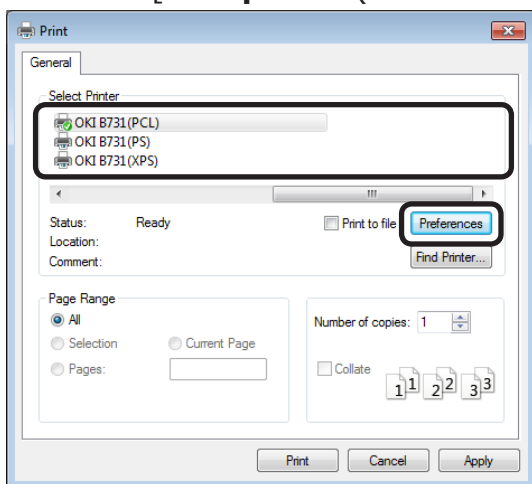 Print
General
Select Printer
OKI B731(PCL)
OKI B731(PS)
OKI B731(XPS)
Status: Ready
Print to file
Preferences
Location:
Comment:
Find Printer...
Page Range
All
Selection
Current Page
Pages:
Number of copies: 1
Collate
1 1 2 2 3 3
Print
Cancel
Apply